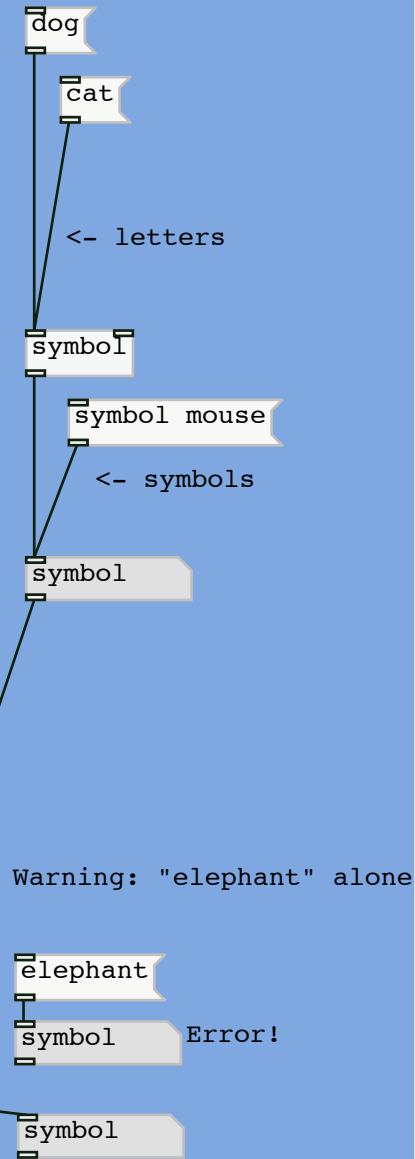 dog
cat
<- letters
symbol
symbol mouse
<- symbols
symbol
Warning: "elephant" alone
elephant
symbol Error!
symbol